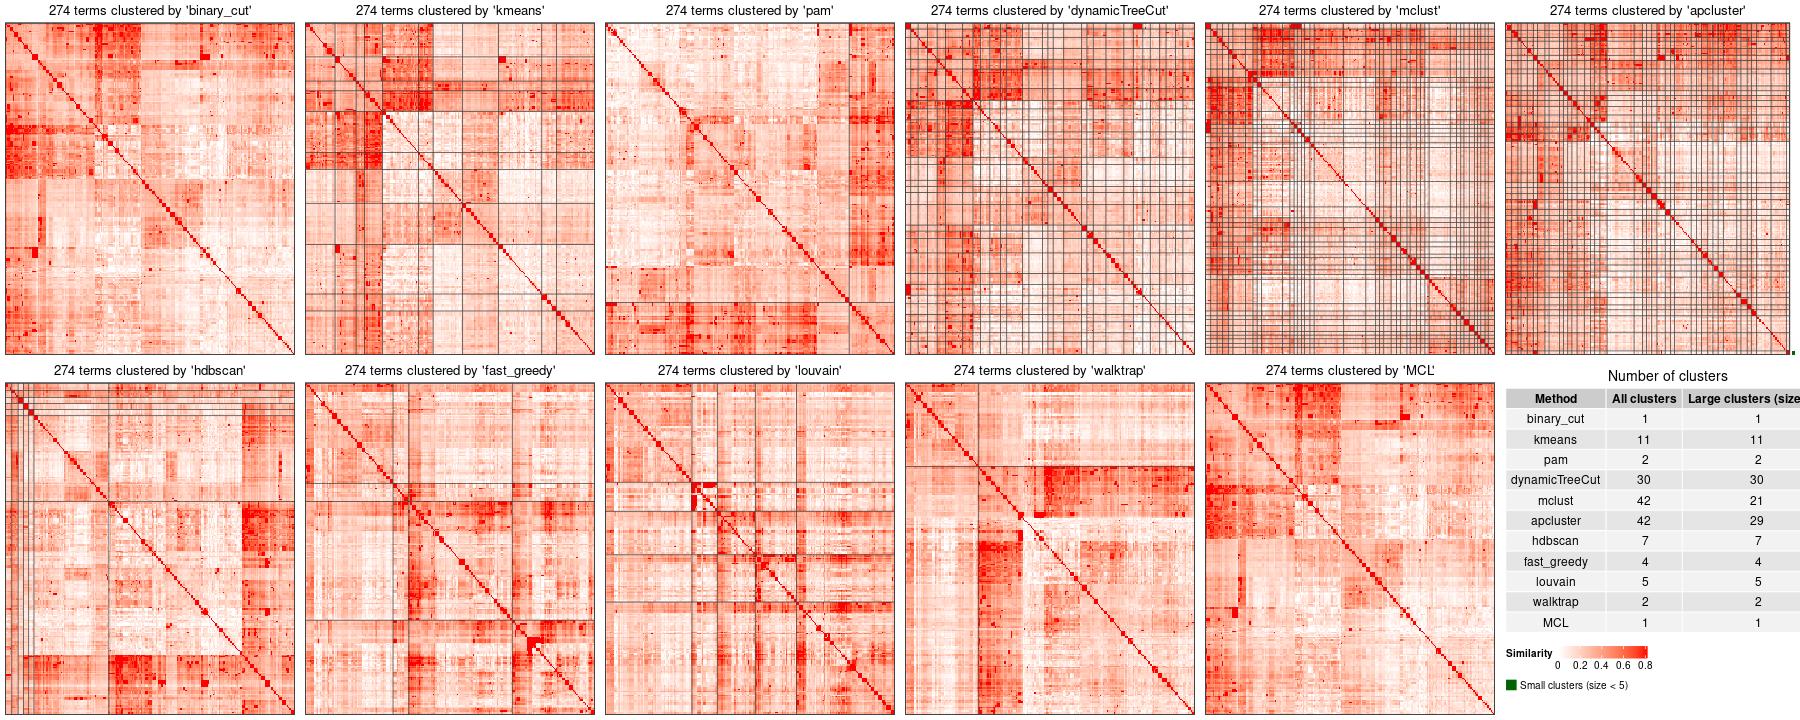 274 terms clustered by 'binary_cut'
274 terms clustered by 'kmeans'
274 terms clustered by 'pam'
274 terms clustered by 'dynamicTreeCut'
274 terms clustered by 'mclust'
274 terms clustered by 'apcluster'
274 terms clustered by 'hdbscan'
274 terms clustered by 'fast_greedy'
274 terms clustered by 'louvain'
274 terms clustered by 'walktrap'
274 terms clustered by 'MCL'
Number of clusters
Method All clusters Large clusters (size
binary_cut 1 1
kmeans 11 11
pam 2 2
dynamicTreeCut 30 30
mclust 42 21
apcluster 42 29
hdbscan 7 7
fast_greedy 4 4
louvain 5 5
walktrap 2 2
MCL 1 1
Similarity
0 0.2 0.4 0.6 0.8
Small clusters (size < 5)